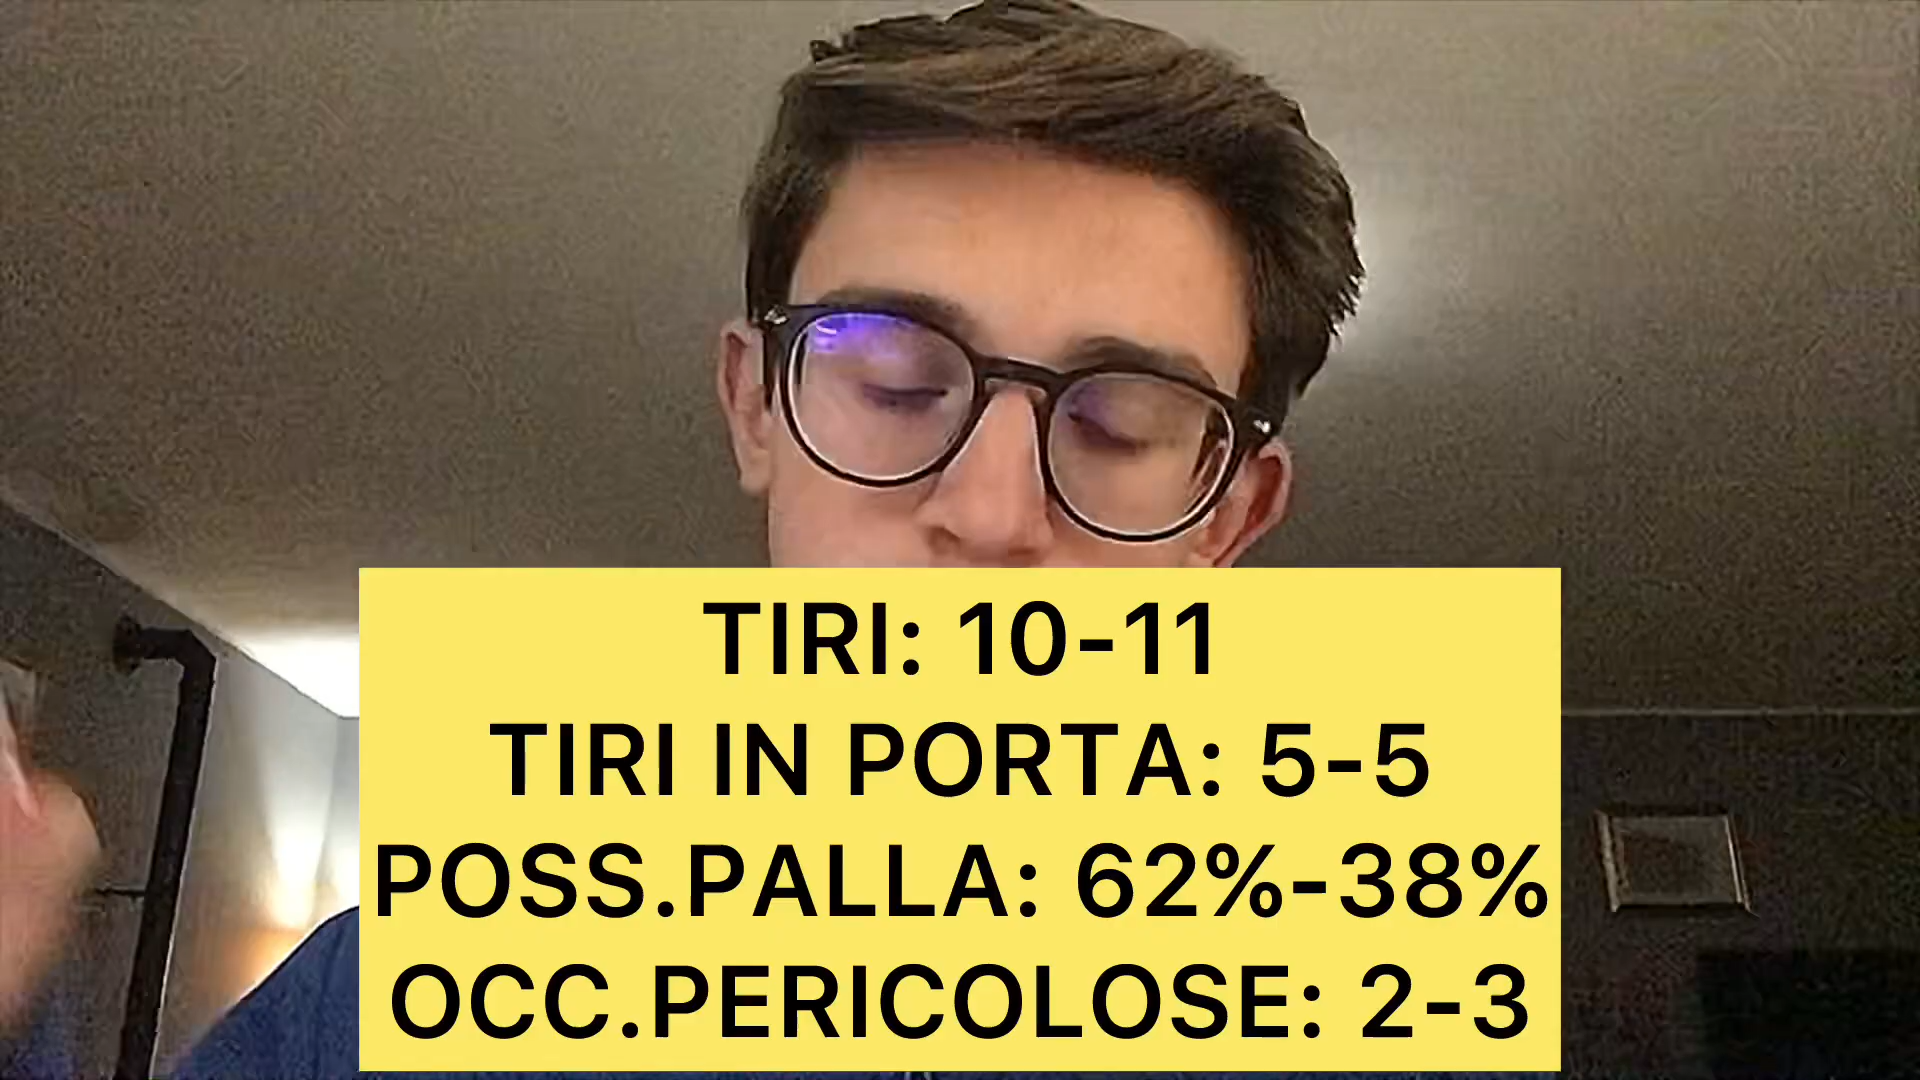 TIRI: 10-11
TIRI IN PORTA: 5-5
POSS.PALLA: 62%-38%
OCC.PERICOLOSE: 2-3